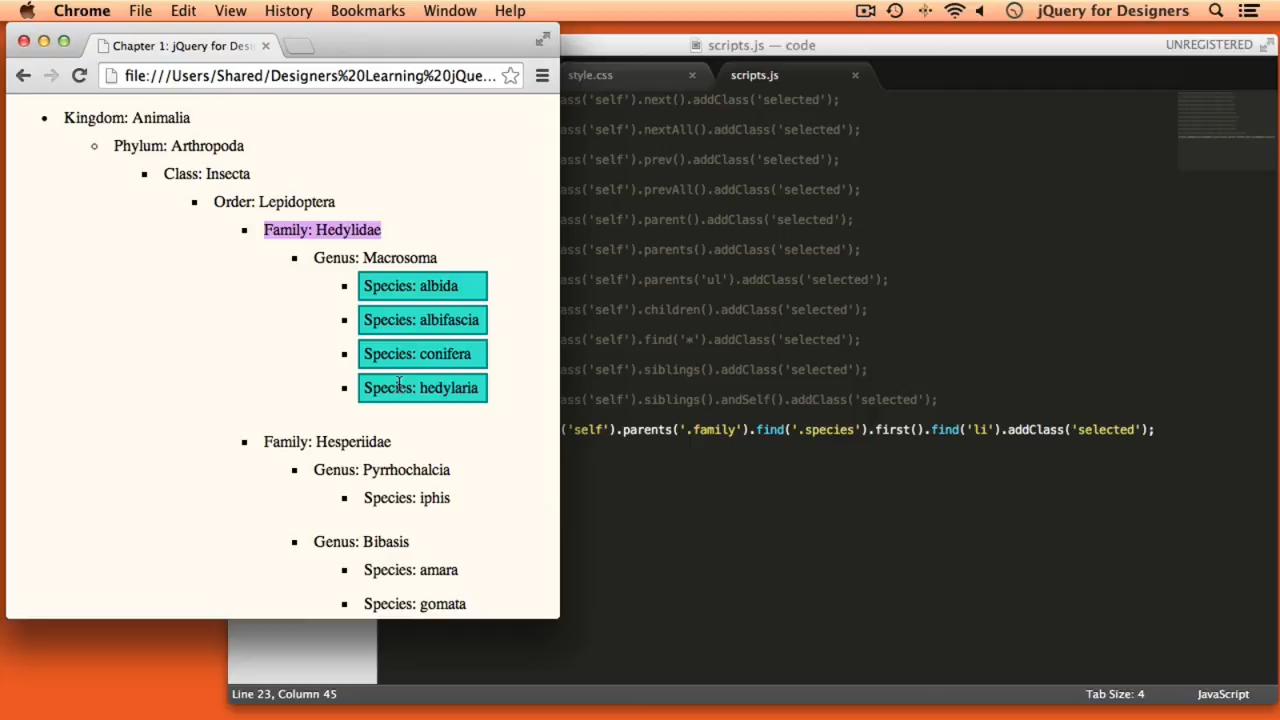 Chrome File Edit View History Bookmarks Window Help jQuery for Designers
Chapter 1: jQuery for Desi
scripts.js — code UNREGISTERED
file:///Users/Shared/Designers%20Learning%20jQue...
style.css scripts.js
Kingdom: Animalia
Phylum: Arthropoda
Class: Insecta
Order: Lepidoptera
Family: Hedylidae
Genus: Macrosoma
Species: albida
Species: albifascia
Species: conifera
Species: hedylaria
Family: Hesperiidae
Genus: Pyrrhochalcia
Species: iphis
Genus: Bibasis
Species: amara
Species: gomata
ass('self').next().addClass('selected');
ass('self').nextAll().addClass('selected');
ass('self').prev().addClass('selected');
ass('self').prevAll().addClass('selected');
ass('self').parent().addClass('selected');
ass('self').parents().addClass('selected');
ass('self').parents('ul').addClass('selected');
ass('self').children().addClass('selected');
ass('self').find('*').addClass('selected');
ass('self').siblings().addClass('selected');
ass('self').siblings().andSelf().addClass('selected');
('self').parents('.family').find('.species').first().find('li').addClass('selected');
Line 23, Column 45 Tab Size: 4 JavaScript